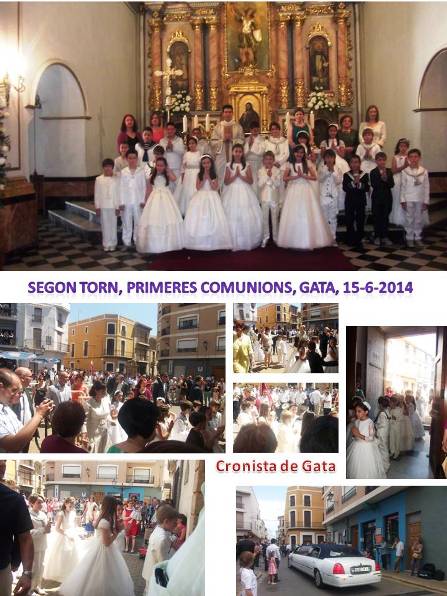 SEGON TORN, PRIMERES COMUNIONS, GATA, 15-6-2014
Cronista de Gata